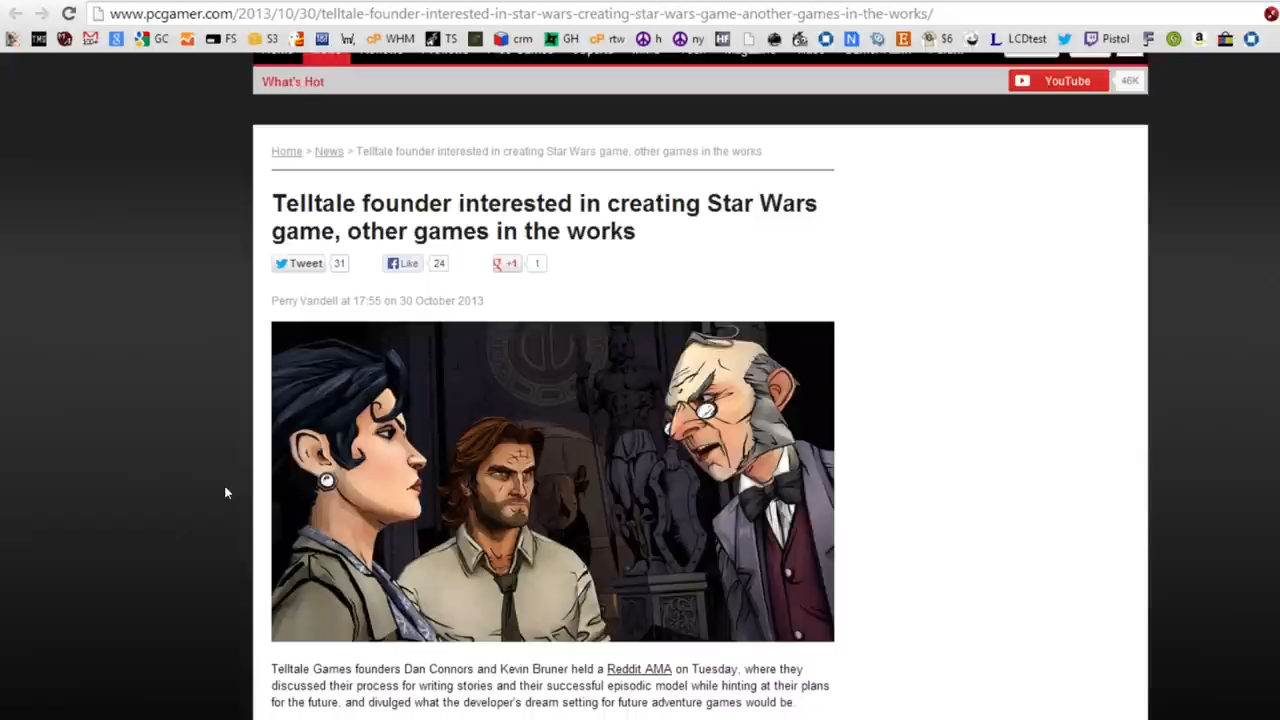 www.pcgamer.com/2013/10/30/telltale-founder-interested-in-star-wars-creating-star-wars-game-another-games-in-the-works/
GC FS S3 WHM TS crm GH rtw h ny $6 LCDtest Pistol
What's Hot
YouTube 46K
Home > News > Telltale founder interested in creating Star Wars game, other games in the works
Telltale founder interested in creating Star Wars
game, other games in the works
Tweet 31 Like 24 +1 1
Perry Vandell at 17:55 on 30 October 2013
Telltale Games founders Dan Connors and Kevin Bruner held a Reddit AMA on Tuesday, where they
discussed their process for writing stories and their successful episodic model while hinting at their plans
for the future, and divulged what the developer's dream setting for future adventure games would be.